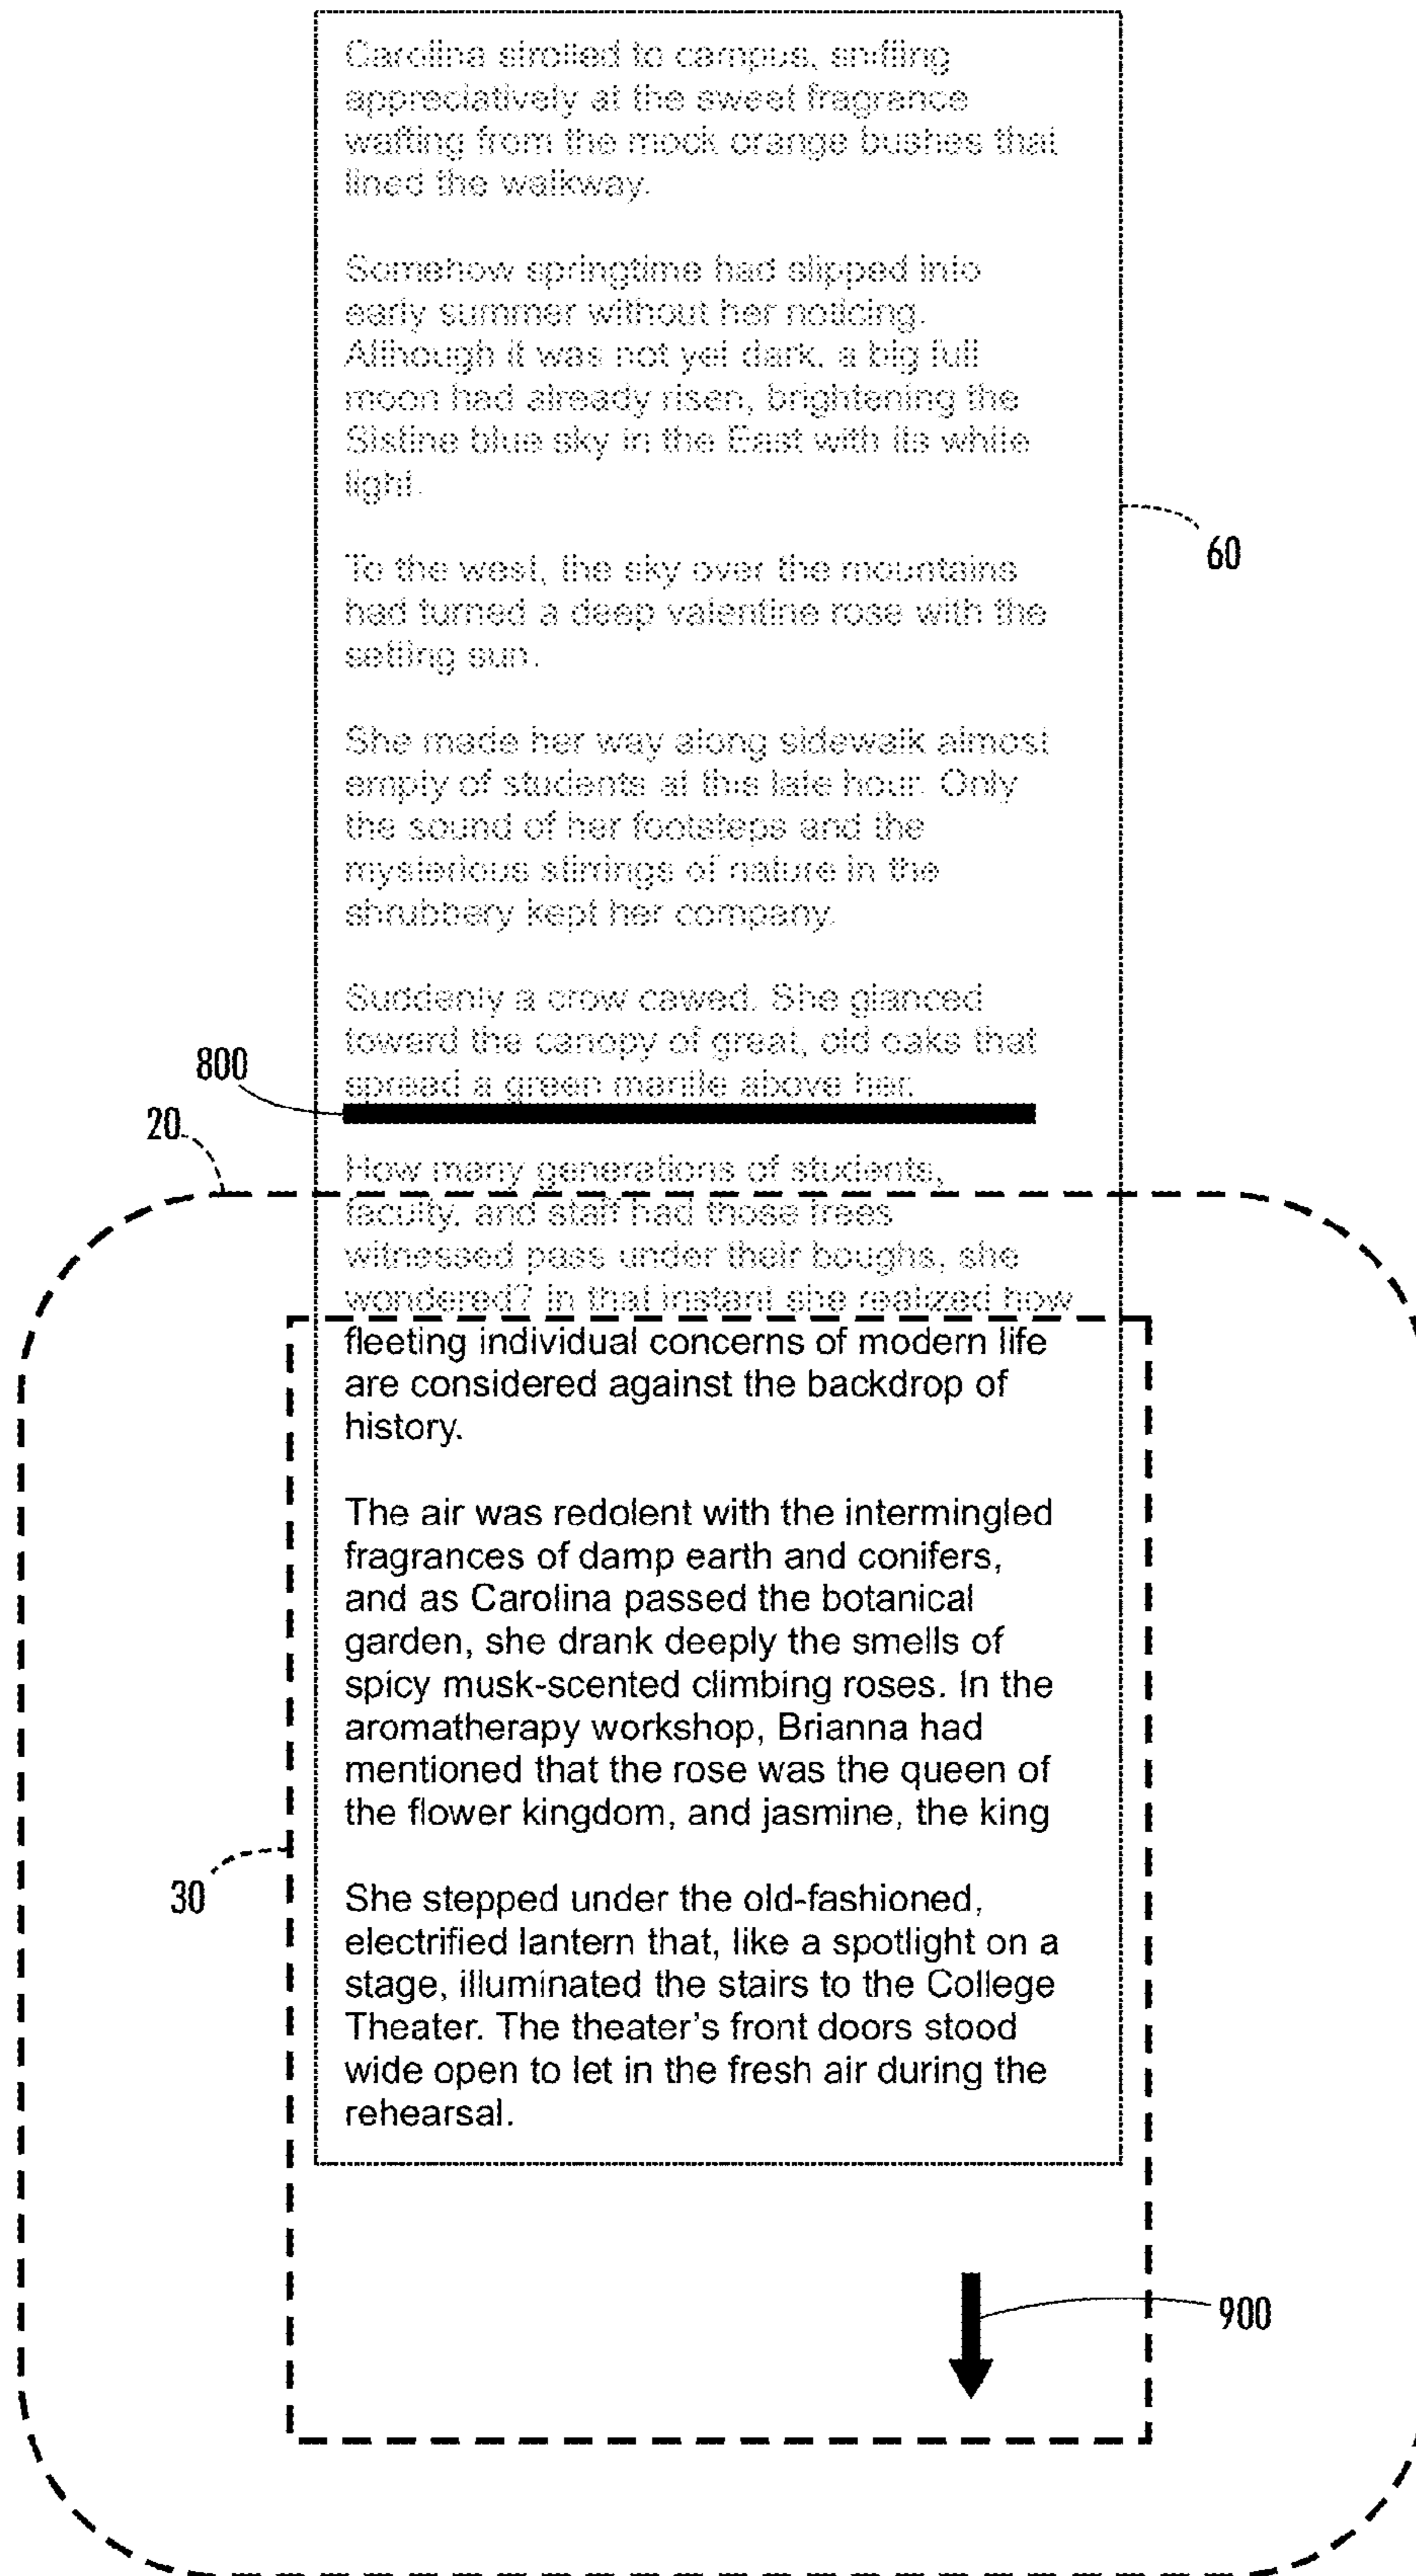 Carolina strolled to campus, sniffing
appreciatively at the sweet fragrance
wafting from the mock orange bushes that
lined the walkway.
Somehow springtime had slipped into
early summer without her noticing.
Although it was not yet dark, a big full
moon had already risen, brightening the
Sistine blue sky in the East with its white
light.
60
To the west, the sky over the mountains
had turned a deep valentine rose with the
setting sun.
She made her way along sidewalk almost
empty of students at this late hour. Only
the sound of her footsteps and the
mysterious stirrings of nature in the
shrubbery kept her company.
Suddenly a crow cawed. She glanced
toward the canopy of great, old oaks that
spread a green mantle above her.
800
20
How many generations of students,
faculty, and staff had those trees
witnessed pass under their boughs, she
wondered? In that instant she realized how
fleeting individual concerns of modern life
are considered against the backdrop of
history.
The air was redolent with the intermingled
fragrances of damp earth and conifers,
and as Carolina passed the botanical
garden, she drank deeply the smells of
spicy musk-scented climbing roses. In the
aromatherapy workshop, Brianna had
mentioned that the rose was the queen of
the flower kingdom, and jasmine, the king
30
She stepped under the old-fashioned,
electrified lantern that, like a spotlight on a
stage, illuminated the stairs to the College
Theater. The theater's front doors stood
wide open to let in the fresh air during the
rehearsal.
900